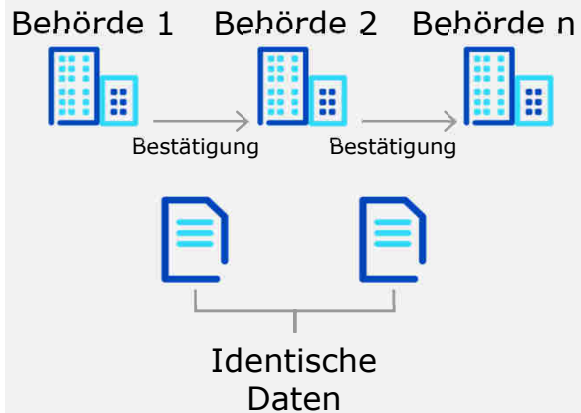 Behörde 1 Behörde 2 Behörde n
Bestätigung Bestätigung
Identische
Daten